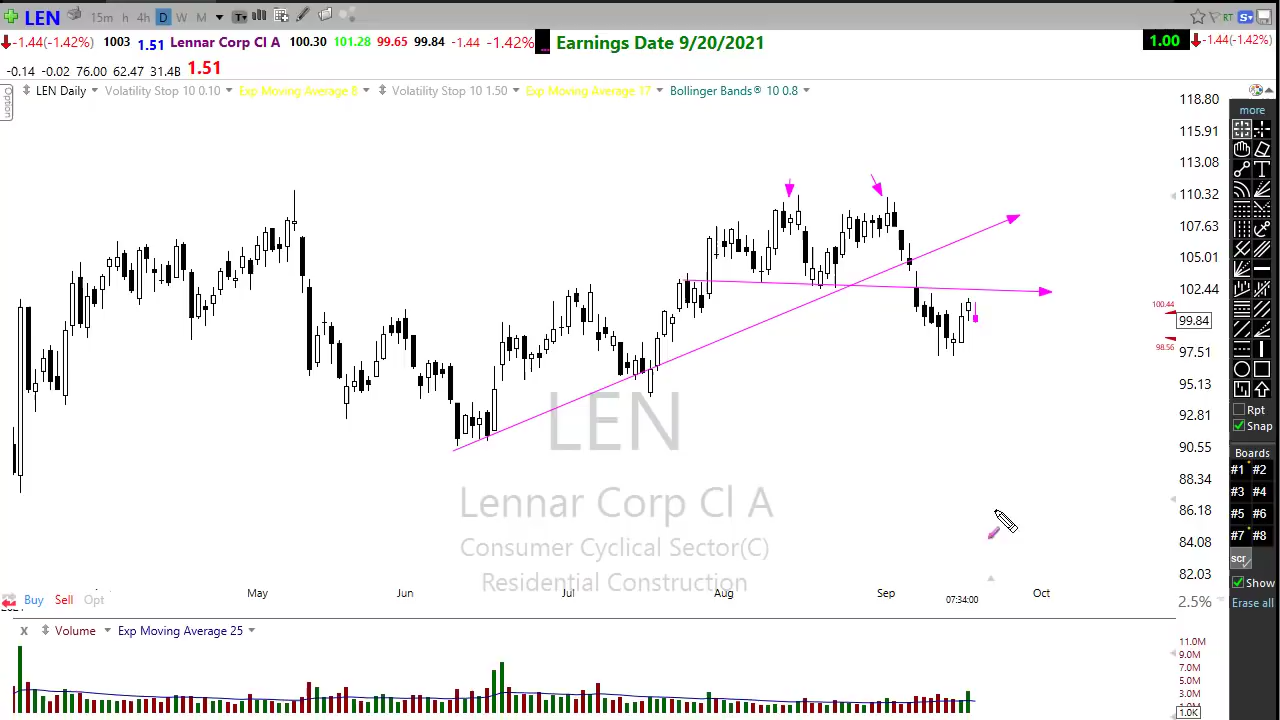 LEN 15m h 4h D W M T RT S
-1.44(-1.42%) 1003 1.51 Lennar Corp Cl A 100.30 101.28 99.65 99.84 -1.44 -1.42% ... Earnings Date 9/20/2021 1.00 -1.44(-1.42%)
-0.14 -0.02 76.00 62.47 31.4B 1.51
Option LEN Daily Volatility Stop 10 0.10 Exp Moving Average 8 Volatility Stop 10 1.50 Exp Moving Average 17 Bollinger Bands® 10 0.8
118.80
more
115.91
113.08
110.32
107.63
105.01
102.44
100.44
99.84
98.56
97.51
95.13
92.81
90.55
88.34
86.18
84.08
82.03
LEN
Lennar Corp Cl A
Consumer Cyclical Sector(C)
Residential Construction
Rpt
Snap
Boards
#1 #2
#3 #4
#5 #6
#7 #8
scr
Show
Erase all
May Jun Jul Aug Sep Oct
Buy Sell Opt 07:34:00 2.5%
X Volume Exp Moving Average 25
11.0M
9.0M
7.0M
5.0M
3.0M
1.0K